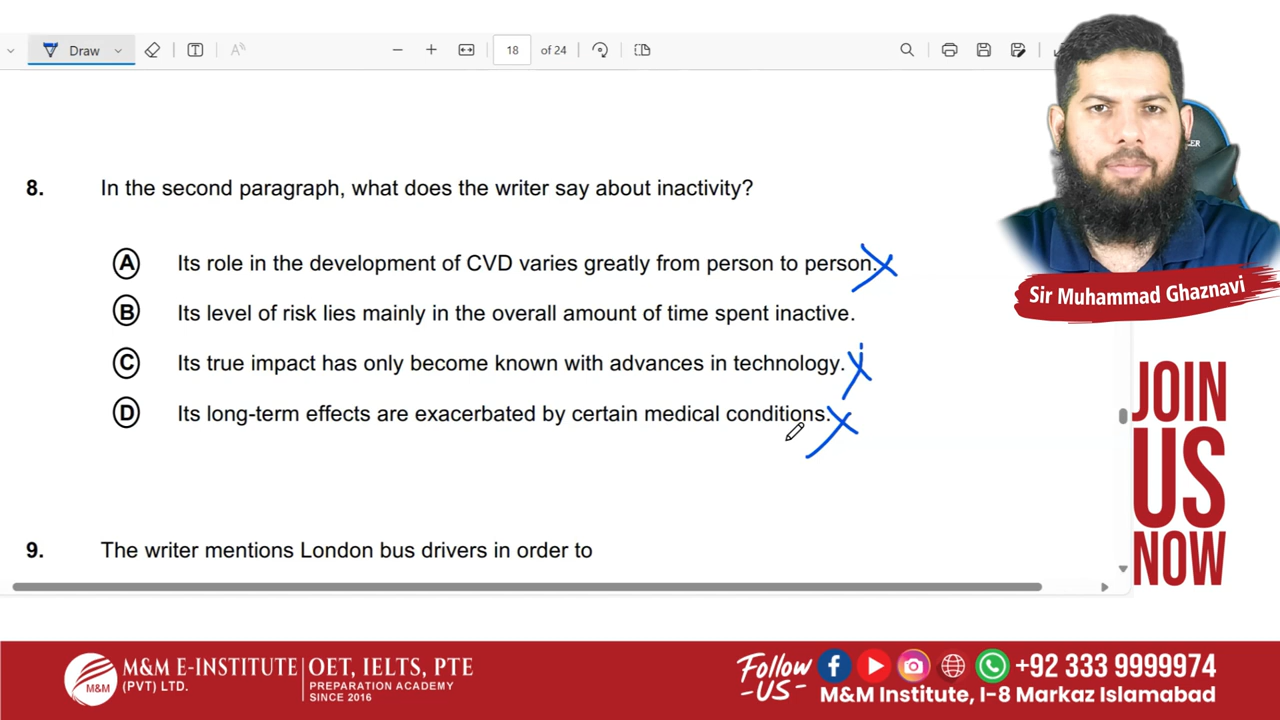 Draw
18 of 24
8. In the second paragraph, what does the writer say about inactivity?
A Its role in the development of CVD varies greatly from person to person.
B Its level of risk lies mainly in the overall amount of time spent inactive.
C Its true impact has only become known with advances in technology.
D Its long-term effects are exacerbated by certain medical conditions.
9. The writer mentions London bus drivers in order to
Sir Muhammad Ghaznavi
JOIN
US
NOW
M&M
M&M E-INSTITUTE
(PVT) LTD.
OET, IELTS, PTE
PREPARATION ACADEMY
SINCE 2016
Follow
-US-
+92 333 9999974
M&M Institute, I-8 Markaz Islamabad